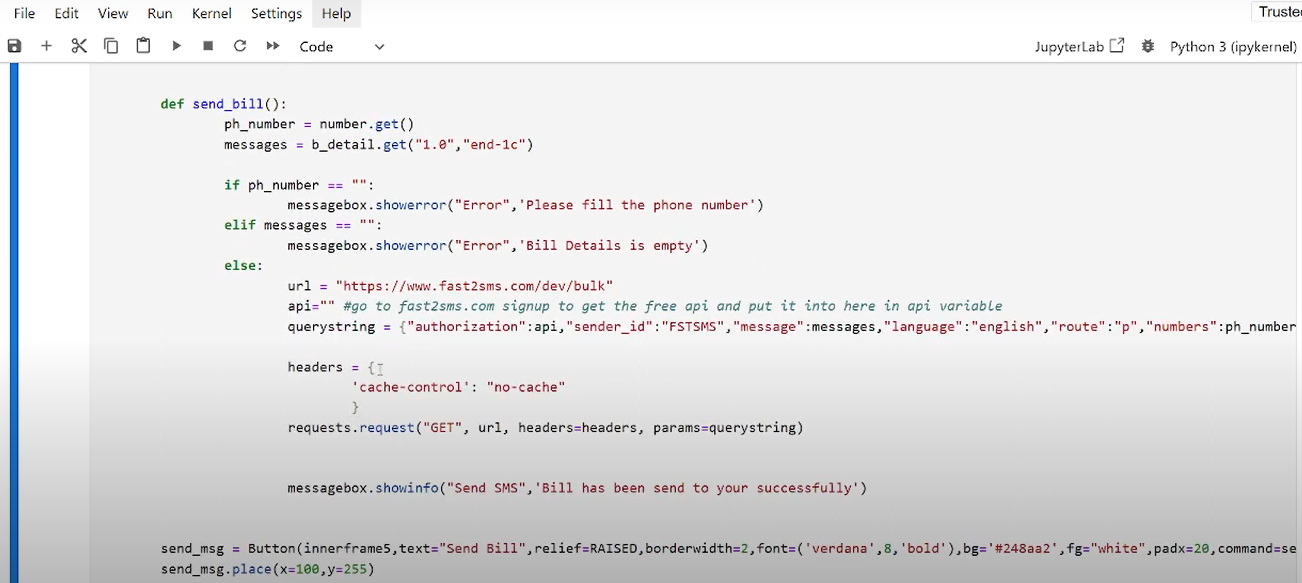 File Edit View Run Kernel Settings Help Truste
Code JupyterLab Python 3 (ipykernel)
def send_bill():
ph_number = number.get()
messages = b_detail.get("1.0","end-1c")
if ph_number == "":
messagebox.showerror("Error",'Please fill the phone number')
elif messages == "":
messagebox.showerror("Error",'Bill Details is empty')
else:
url = "https://www.fast2sms.com/dev/bulk"
api="" #go to fast2sms.com signup to get the free api and put it into here in api variable
querystring = {"authorization":api,"sender_id":"FSTSMS","message":messages,"language":"english","route":"p","numbers":ph_number
headers = {
'cache-control': "no-cache"
}
requests.request("GET", url, headers=headers, params=querystring)
messagebox.showinfo("Send SMS",'Bill has been send to your successfully')
send_msg = Button(innerframe5,text="Send Bill",relief=RAISED,borderwidth=2,font=('verdana',8,'bold'),bg='#248aa2',fg="white",padx=20,command=se
send_msg.place(x=100,y=255)